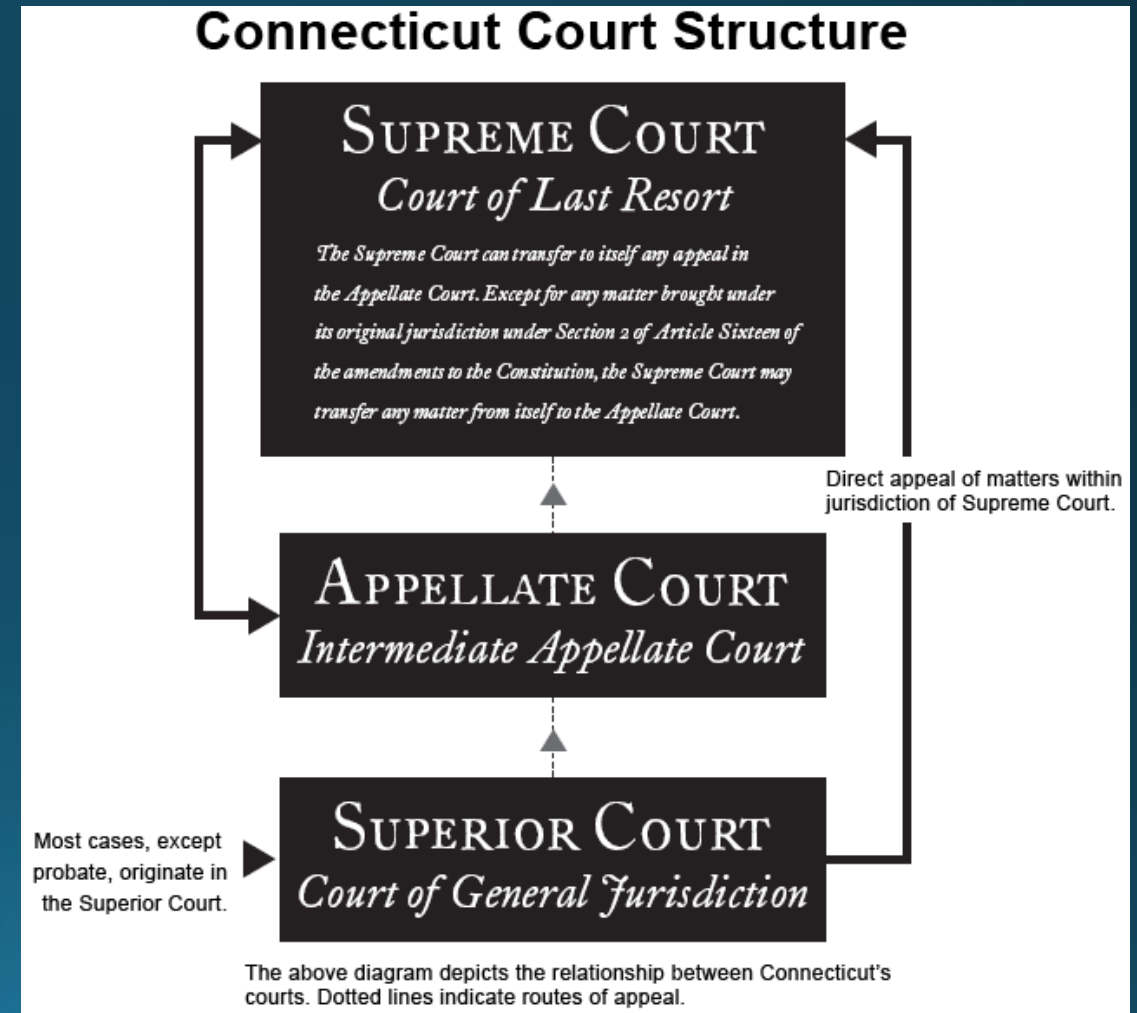 Connecticut Court Structure
SUPREME COURT
Court of Last Resort
The Supreme Court can transfer to itself any appeal in
the Appellate Court. Except for any matter brought under
its original jurisdiction under Section 2 of Article Sixteen of
the amendments to the Constitution, the Supreme Court may
transfer any matter from itself to the Appellate Court.
Direct appeal of matters within
jurisdiction of Supreme Court.
APPELLATE COURT
Intermediate Appellate Court
SUPERIOR COURT
Court of General Jurisdiction
Most cases, except
probate, originate in
the Superior Court.
The above diagram depicts the relationship between Connecticut's
courts. Dotted lines indicate routes of appeal.